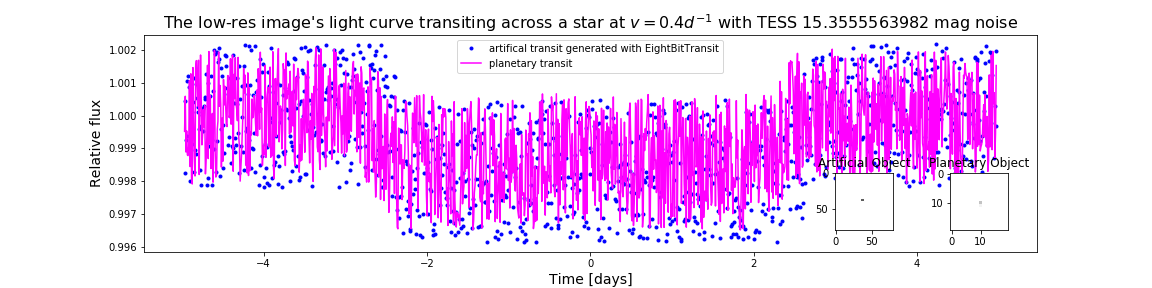 The low-res image's light curve transiting across a star at v = 0.4d⁻¹ with TESS 15.3555563982 mag noise
artifical transit generated with EightBitTransit
planetary transit
Relative flux
1.002
1.001
1.000
0.999
0.998
0.997
0.996
−4
−2
0
2
4
Time [days]
Artificial Object
0
50
0
50
Planetary Object
0
10
0
10